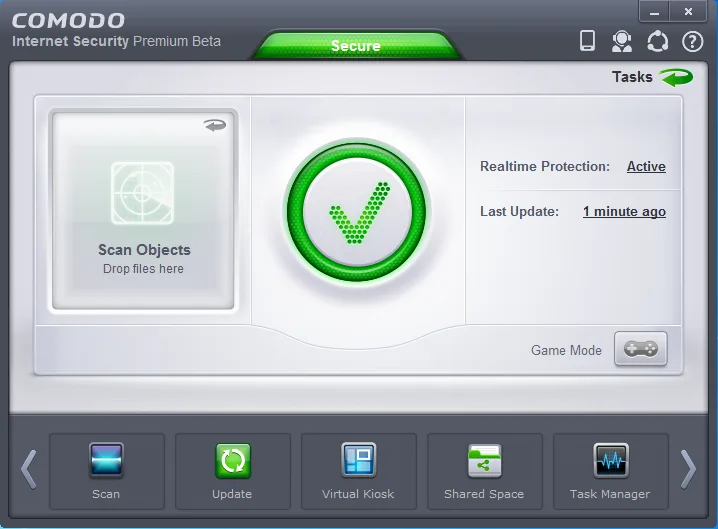 COMODO
Internet Security Premium Beta
Secure
Tasks
Scan Objects
Drop files here
Realtime Protection: Active
Last Update: 1 minute ago
Game Mode
Scan
Update
Virtual Kiosk
Shared Space
Task Manager